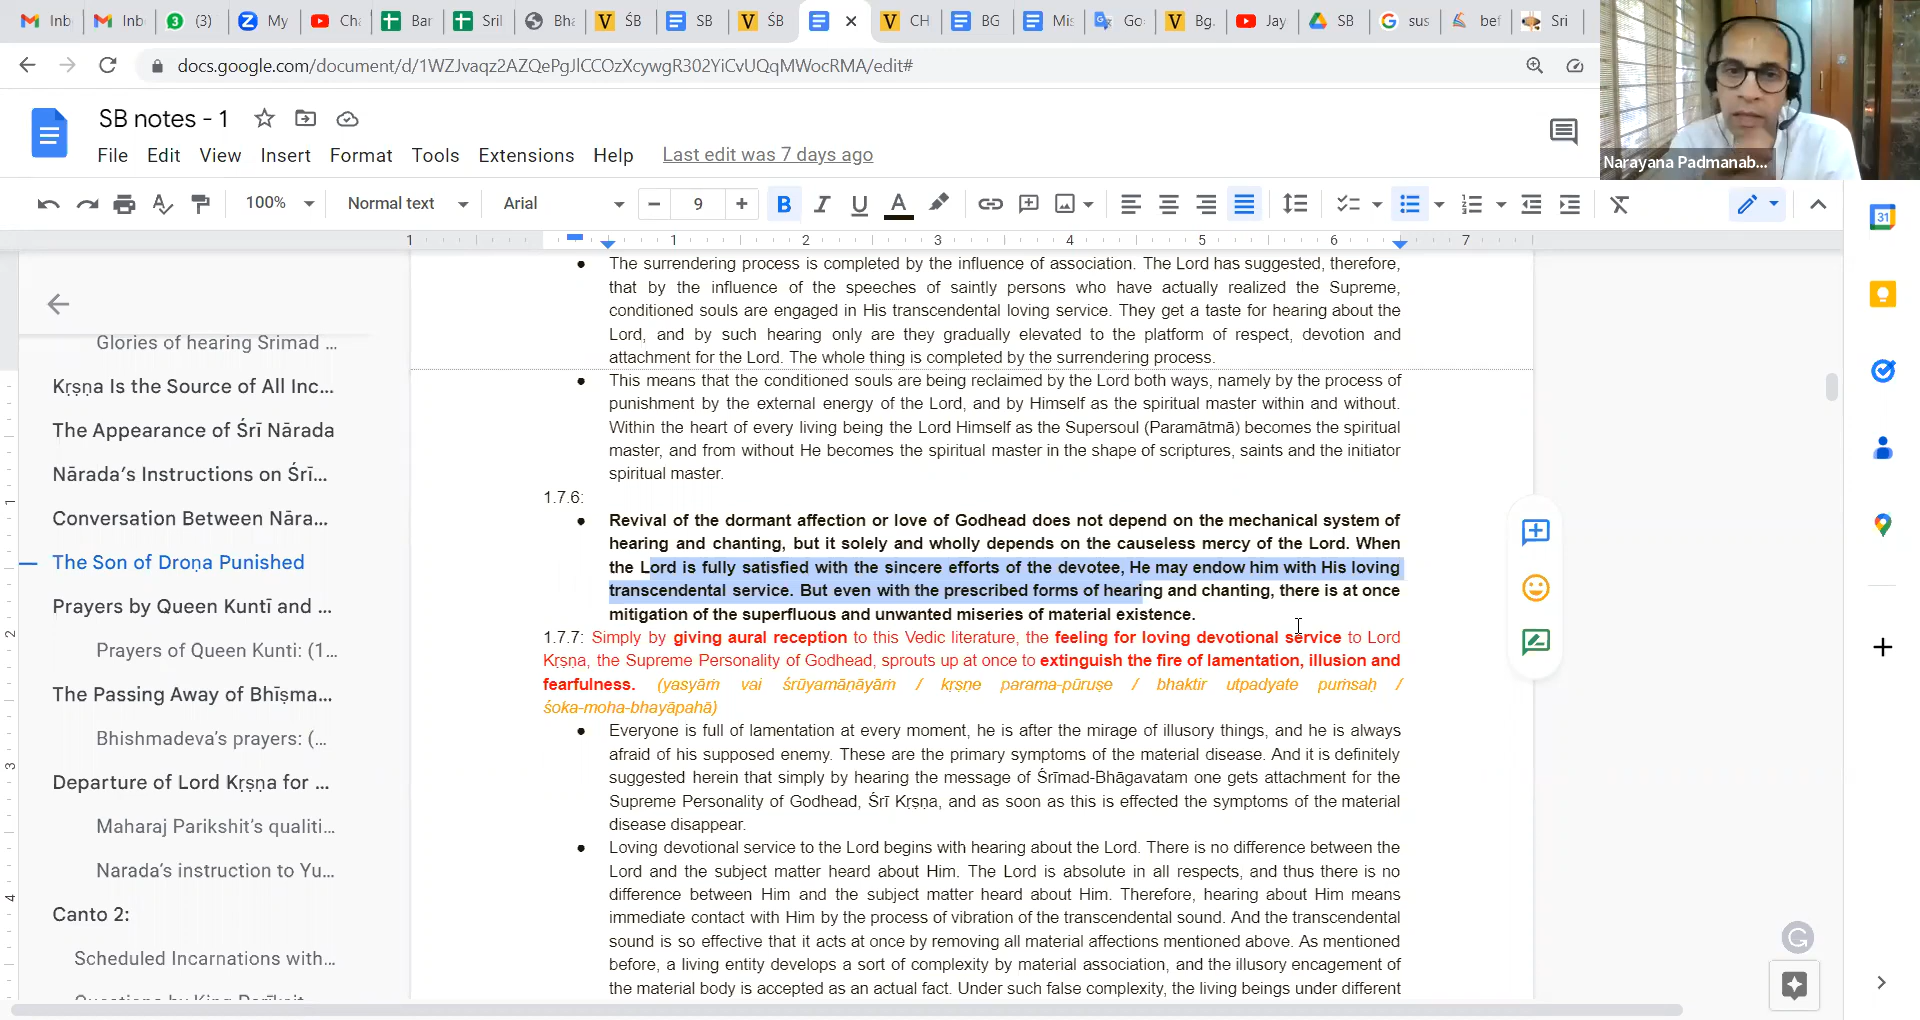 Inb
Inb
(3)
My
Cha
Bar
Sril
Bha
ŚB
SB
ŚB
CH
BG
Mis
Go
Bg.
Jay
SB
sus
bef
Sri
docs.google.com/document/d/1WZJvaqz2AZQePgJlCCOzXcywgR302YiCvUQqMWocRMA/edit#
Narayana Padmanab...
SB notes - 1
File Edit View Insert Format Tools Extensions Help Last edit was 7 days ago
100% Normal text Arial 9
1 1 2 3 4 5 6 7
Glories of hearing Srimad ...
Kṛṣṇa Is the Source of All Inc...
The Appearance of Śrī Nārada
Nārada's Instructions on Śrī...
Conversation Between Nāra...
The Son of Droṇa Punished
Prayers by Queen Kuntī and ...
Prayers of Queen Kunti: (1...
The Passing Away of Bhīṣma...
Bhishmadeva's prayers: (...
Departure of Lord Kṛṣṇa for ...
Maharaj Parikshit's qualiti...
Narada's instruction to Yu...
Canto 2:
Scheduled Incarnations with...
The surrendering process is completed by the influence of association. The Lord has suggested, therefore,
that by the influence of the speeches of saintly persons who have actually realized the Supreme,
conditioned souls are engaged in His transcendental loving service. They get a taste for hearing about the
Lord, and by such hearing only are they gradually elevated to the platform of respect, devotion and
attachment for the Lord. The whole thing is completed by the surrendering process.
This means that the conditioned souls are being reclaimed by the Lord both ways, namely by the process of
punishment by the external energy of the Lord, and by Himself as the spiritual master within and without.
Within the heart of every living being the Lord Himself as the Supersoul (Paramātmā) becomes the spiritual
master, and from without He becomes the spiritual master in the shape of scriptures, saints and the initiator
spiritual master.
1.7.6:
Revival of the dormant affection or love of Godhead does not depend on the mechanical system of
hearing and chanting, but it solely and wholly depends on the causeless mercy of the Lord. When
the Lord is fully satisfied with the sincere efforts of the devotee, He may endow him with His loving
transcendental service. But even with the prescribed forms of hearing and chanting, there is at once
mitigation of the superfluous and unwanted miseries of material existence.
1.7.7: Simply by giving aural reception to this Vedic literature, the feeling for loving devotional service to Lord
Kṛṣṇa, the Supreme Personality of Godhead, sprouts up at once to extinguish the fire of lamentation, illusion and
fearfulness. (yasyāṁ vai śrūyamāṇāyāṁ / kṛṣṇe parama-pūruṣe / bhaktir utpadyate puṁsaḥ /
śoka-moha-bhayāpahā)
Everyone is full of lamentation at every moment, he is after the mirage of illusory things, and he is always
afraid of his supposed enemy. These are the primary symptoms of the material disease. And it is definitely
suggested herein that simply by hearing the message of Śrīmad-Bhāgavatam one gets attachment for the
Supreme Personality of Godhead, Śrī Kṛṣṇa, and as soon as this is effected the symptoms of the material
disease disappear.
Loving devotional service to the Lord begins with hearing about the Lord. There is no difference between the
Lord and the subject matter heard about Him. The Lord is absolute in all respects, and thus there is no
difference between Him and the subject matter heard about Him. Therefore, hearing about Him means
immediate contact with Him by the process of vibration of the transcendental sound. And the transcendental
sound is so effective that it acts at once by removing all material affections mentioned above. As mentioned
before, a living entity develops a sort of complexity by material association, and the illusory encagement of
the material body is accepted as an actual fact. Under such false complexity, the living beings under different